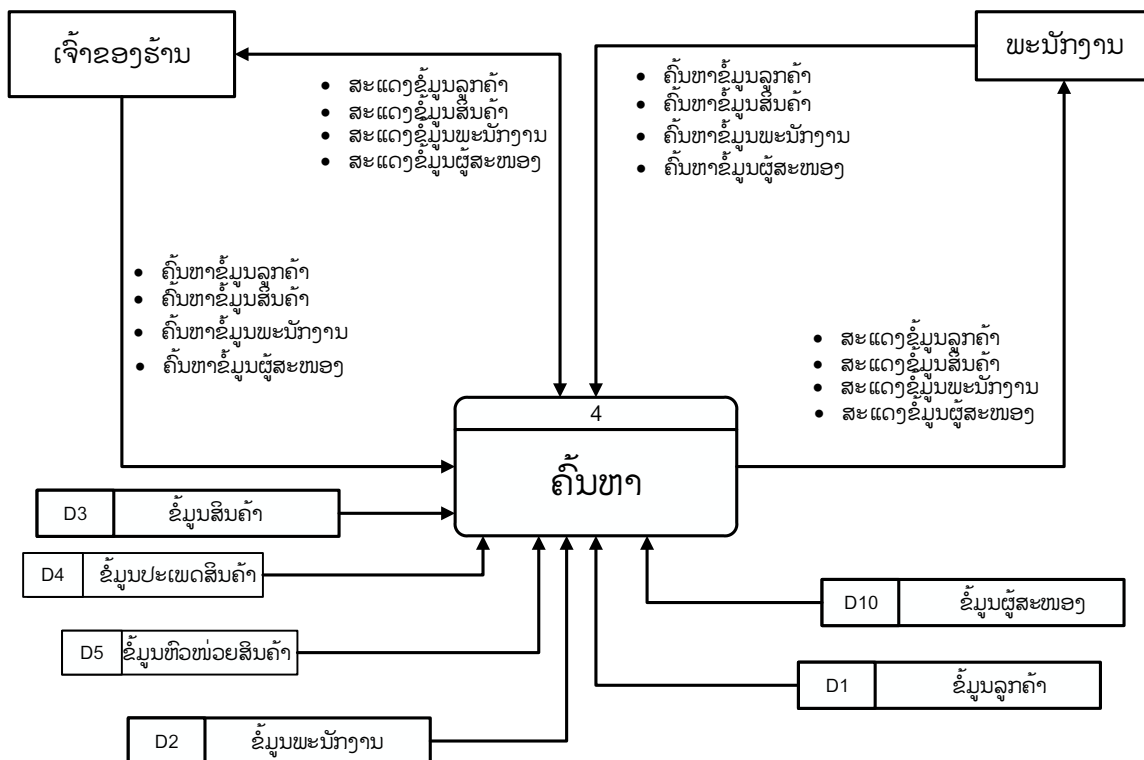 ເຈົ້າຂອງຮ້ານ
ພະນັກງານ
• ສະແດງຂໍ້ມູນລູກຄ້າ
• ສະແດງຂໍ້ມູນສິນຄ້າ
• ສະແດງຂໍ້ມູນພະນັກງານ
• ສະແດງຂໍ້ມູນຜູ້ສະໜອງ
• ຄົ້ນຫາຂໍ້ມູນລູກຄ້າ
• ຄົ້ນຫາຂໍ້ມູນສິນຄ້າ
• ຄົ້ນຫາຂໍ້ມູນພະນັກງານ
• ຄົ້ນຫາຂໍ້ມູນຜູ້ສະໜອງ
• ຄົ້ນຫາຂໍ້ມູນລູກຄ້າ
• ຄົ້ນຫາຂໍ້ມູນສິນຄ້າ
• ຄົ້ນຫາຂໍ້ມູນພະນັກງານ
• ຄົ້ນຫາຂໍ້ມູນຜູ້ສະໜອງ
• ສະແດງຂໍ້ມູນລູກຄ້າ
• ສະແດງຂໍ້ມູນສິນຄ້າ
• ສະແດງຂໍ້ມູນພະນັກງານ
• ສະແດງຂໍ້ມູນຜູ້ສະໜອງ
4
ຄົ້ນຫາ
D3 ຂໍ້ມູນສິນຄ້າ
D4 ຂໍ້ມູນປະເພດສິນຄ້າ
D10 ຂໍ້ມູນຜູ້ສະໜອງ
D5 ຂໍ້ມູນຫົວໜ່ວຍສິນຄ້າ
D1 ຂໍ້ມູນລູກຄ້າ
D2 ຂໍ້ມູນພະນັກງານ